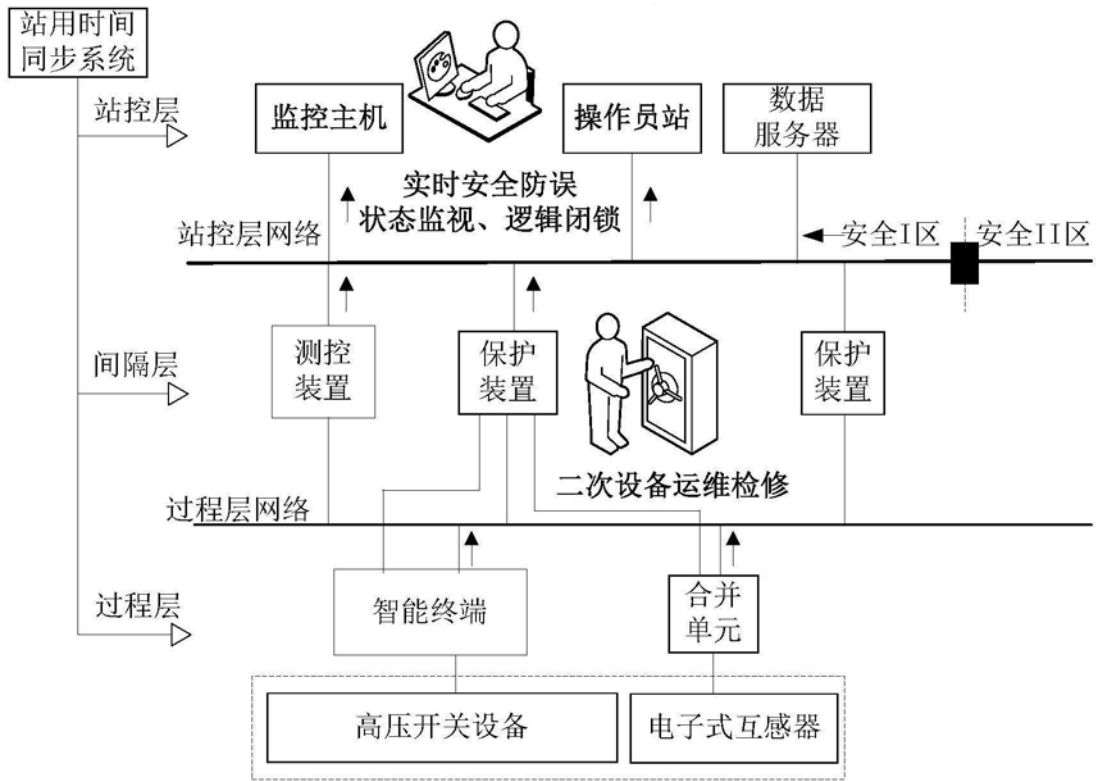 站用时间
同步系统
站控层
监控主机
操作员站
数据
服务器
实时安全防误
状态监视、逻辑闭锁
站控层网络
安全I区
安全II区
间隔层
测控
装置
保护
装置
保护
装置
二次设备运维检修
过程层网络
过程层
智能终端
合并
单元
高压开关设备
电子式互感器